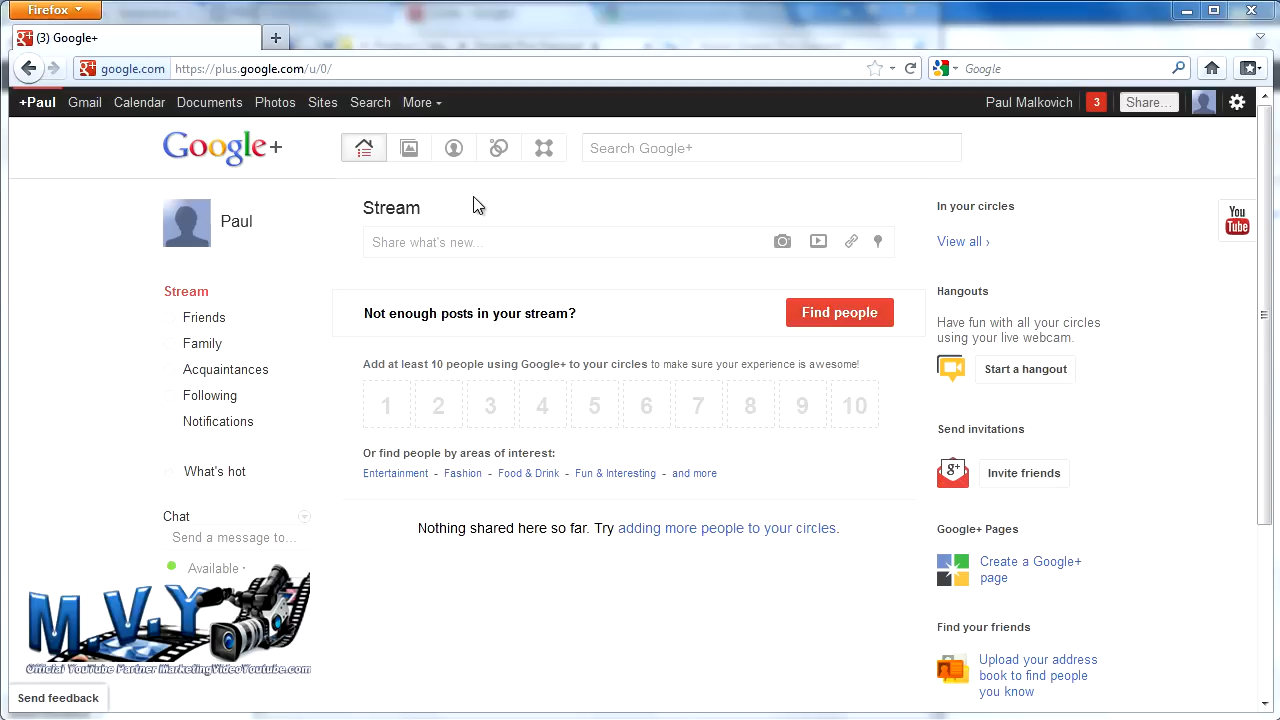 Firefox
(3) Google+
google.com https://plus.google.com/u/0/
Google
+Paul Gmail Calendar Documents Photos Sites Search More
Paul Malkovich 3 Share...
Google+
Search Google+
Paul
Stream
Friends
Family
Acquaintances
Following
Notifications
What's hot
Chat
Send a message to...
Available
M.V.Y
Official YouTube Partner MarketingVideoYoutube.com
Send feedback
Stream
Share what's new...
Not enough posts in your stream?
Find people
Add at least 10 people using Google+ to your circles to make sure your experience is awesome!
1 2 3 4 5 6 7 8 9 10
Or find people by areas of interest:
Entertainment - Fashion - Food & Drink - Fun & Interesting - and more
Nothing shared here so far. Try adding more people to your circles.
In your circles
View all ›
Hangouts
Have fun with all your circles
using your live webcam.
Start a hangout
Send invitations
g+
Invite friends
Google+ Pages
Create a Google+
page
Find your friends
Upload your address
book to find people
you know
You
Tube